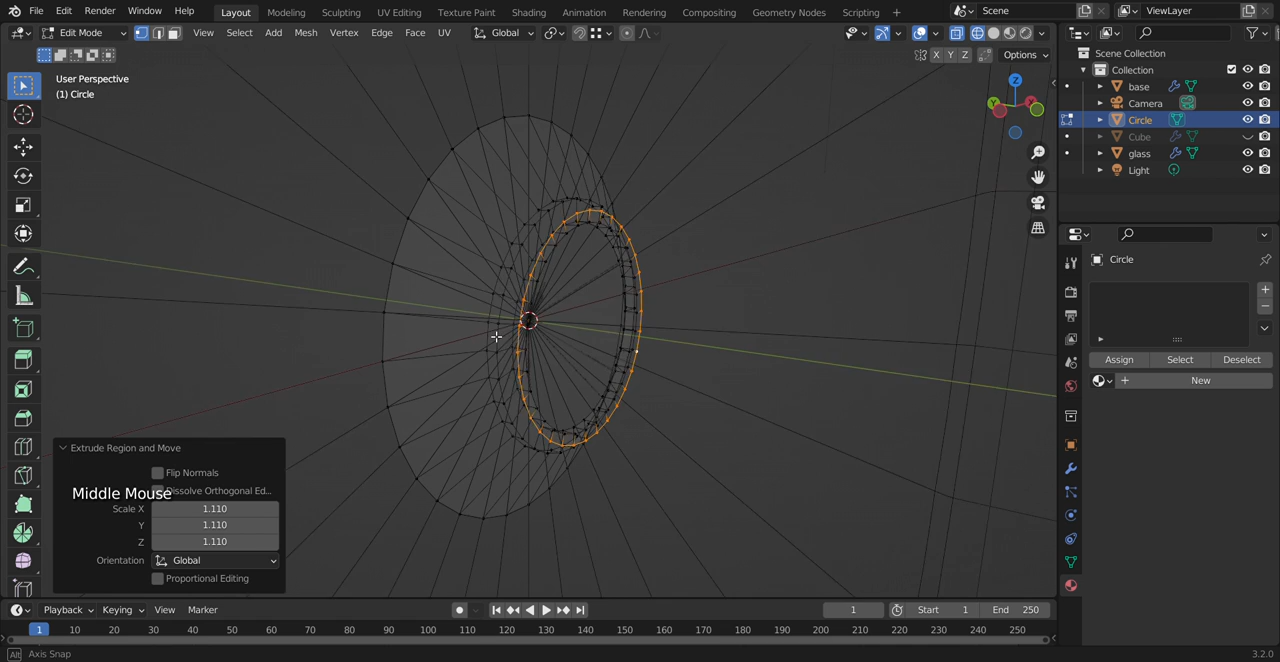 File Edit Render Window Help Layout Modeling Sculpting UV Editing Texture Paint Shading Animation Rendering Compositing Geometry Nodes Scripting + Scene ViewLayer
Edit Mode View Select Add Mesh Vertex Edge Face UV Global
X Y Z Options
User Perspective
(1) Circle
Z
Y X
Scene Collection
Collection
base
Camera
Circle
Cube
glass
Light
Circle
Assign Select Deselect
New
Extrude Region and Move
Flip Normals
Dissolve Orthogonal Ed...
Middle Mouse
Scale X 1.110
Y 1.110
Z 1.110
Orientation Global
Proportional Editing
Playback Keying View Marker 1 Start 1 End 250
1 10 20 30 40 50 60 70 80 90 100 110 120 130 140 150 160 170 180 190 200 210 220 230 240 250
Alt Axis Snap 3.2.0